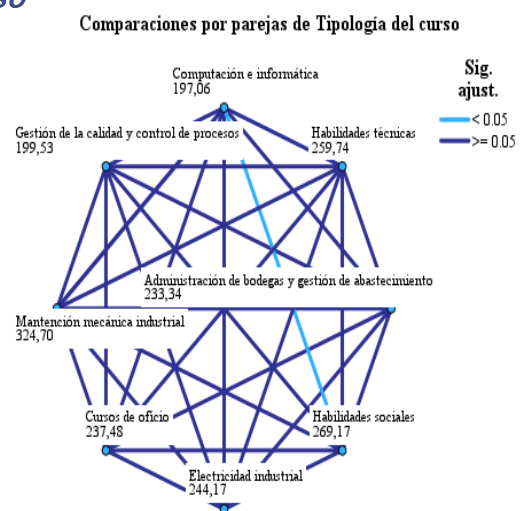 Comparaciones por parejas de Tipología del curso
Sig.
ajust.
< 0.05
>= 0.05
Computación e informática
197,06
Gestión de la calidad y control de procesos
199,53
Habilidades técnicas
259,74
Administración de bodegas y gestión de abastecimiento
233,34
Mantención mecánica industrial
324,70
Cursos de oficio
237,48
Habilidades sociales
269,17
Electricidad industrial
244,17